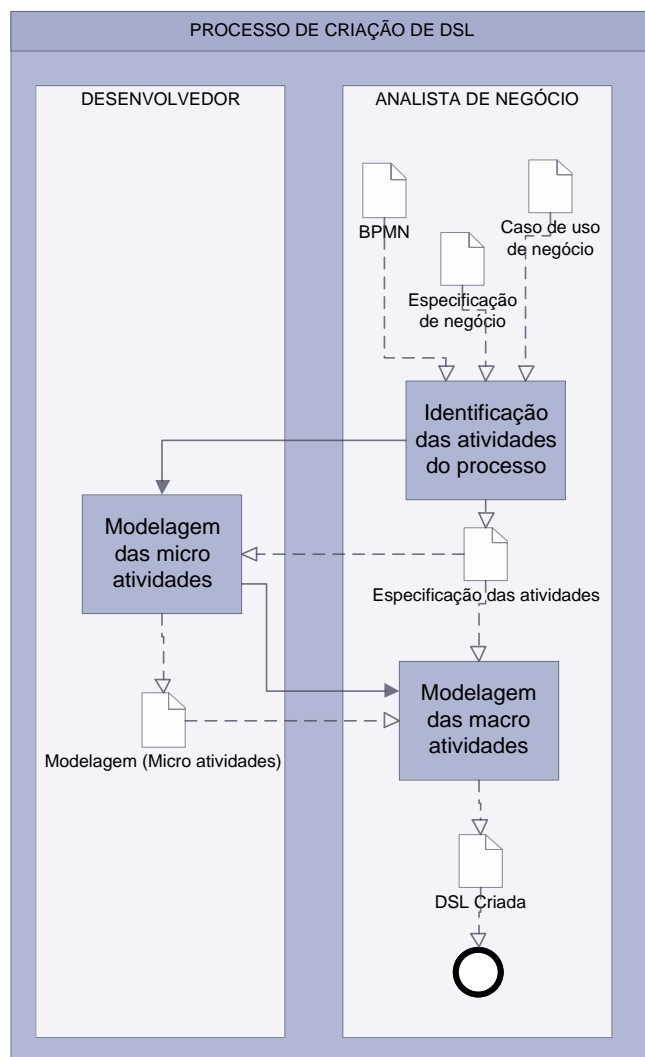 PROCESSO DE CRIAÇÃO DE DSL
DESENVOLVEDOR
ANALISTA DE NEGÓCIO
BPMN
Caso de uso
de negócio
Especificação
de negócio
Identificação
das atividades
do processo
Modelagem
das micro
atividades
Especificação das atividades
Modelagem
das macro
atividades
Modelagem (Micro atividades)
DSL Criada